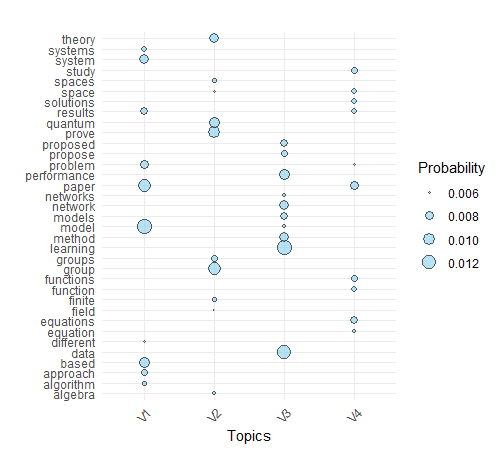 theory
systems
system
study
spaces
space
solutions
results
quantum
prove
proposed
propose
problem
performance
paper
networks
network
models
model
method
learning
groups
group
functions
function
finite
field
equations
equation
different
data
based
approach
algorithm
algebra
V1 V2 V3 V4
Topics
Probability
0.006
0.008
0.010
0.012